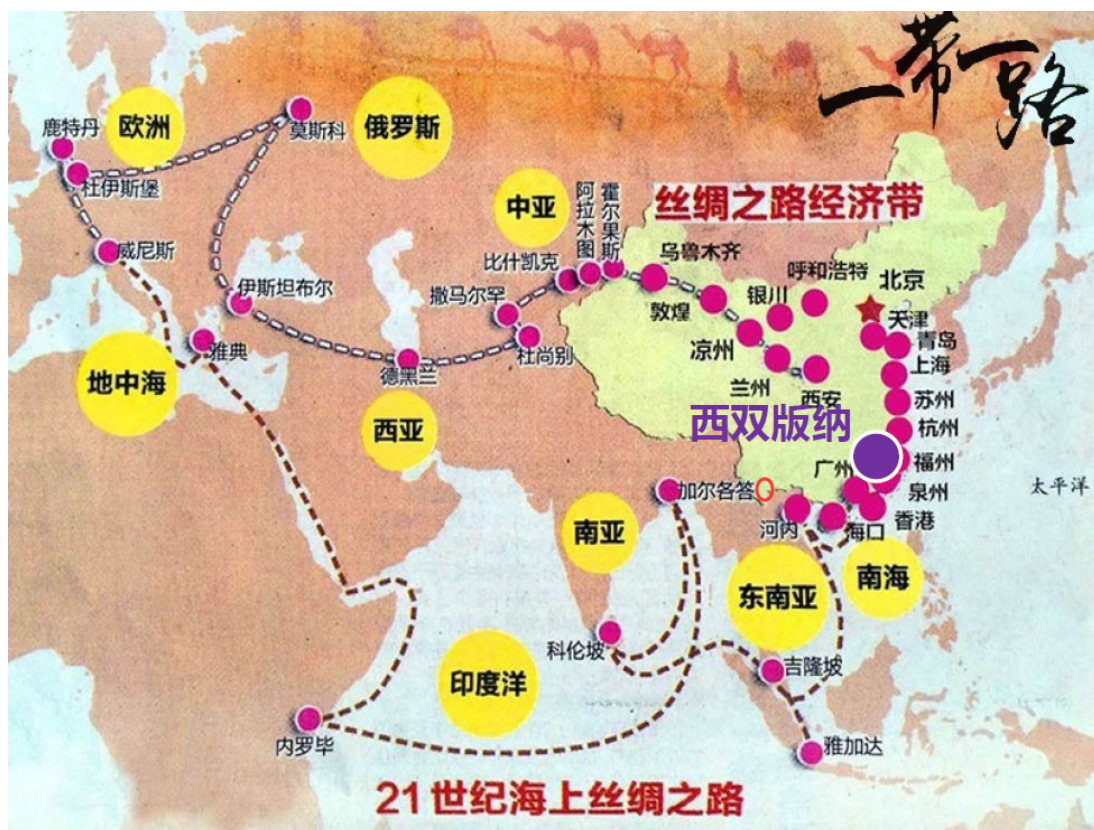 一带一路
鹿特丹
欧洲
莫斯科
俄罗斯
杜伊斯堡
中亚
阿拉木图
霍尔果斯
丝绸之路经济带
威尼斯
比什凯克
乌鲁木齐
呼和浩特
北京
伊斯坦布尔
撒马尔罕
敦煌
银川
天津
雅典
杜尚别
凉州
青岛
德黑兰
上海
地中海
兰州
西安
苏州
西亚
西双版纳
杭州
广州
福州
加尔各答
泉州
太平洋
南亚
河内
海口
香港
东南亚
南海
科伦坡
印度洋
吉隆坡
内罗毕
雅加达
21世纪海上丝绸之路